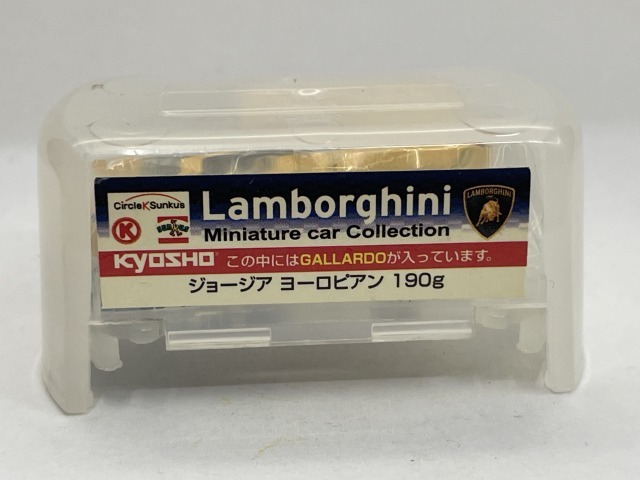 CircleKSunkus
Lamborghini
LAMBORGHINI
K
Miniature car Collection
KYOSHO この中にはGALLARDOが入っています。
ジョージア ヨーロピアン 190g